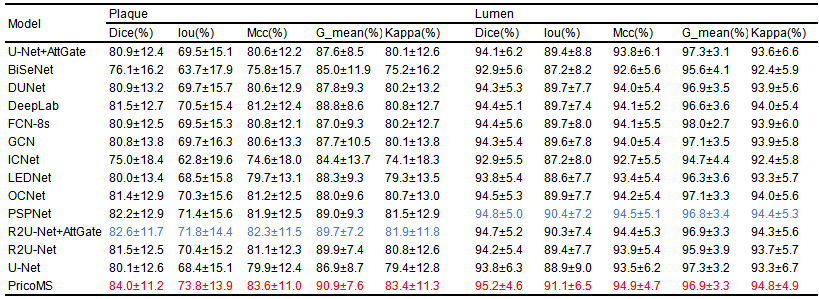 Model Plaque Lumen
Dice(%) Iou(%) Mcc(%) G_mean(%) Kappa(%) Dice(%) Iou(%) Mcc(%) G_mean(%) Kappa(%)
U-Net+AttGate 80.9±12.4 69.5±15.1 80.6±12.2 87.6±8.5 80.1±12.6 94.1±6.2 89.4±8.8 93.8±6.1 97.3±3.1 93.6±6.6
BiSeNet 76.1±16.2 63.7±17.9 75.8±15.7 85.0±11.9 75.2±16.2 92.9±5.6 87.2±8.2 92.6±5.6 95.6±4.1 92.4±5.9
DUNet 80.9±13.2 69.7±15.7 80.6±12.9 87.8±9.3 80.2±13.2 94.3±5.3 89.7±7.7 94.0±5.4 96.9±3.5 93.9±5.6
DeepLab 81.5±12.7 70.5±15.4 81.2±12.4 88.8±8.6 80.8±12.7 94.4±5.1 89.7±7.4 94.1±5.2 96.6±3.6 94.0±5.4
FCN-8s 80.9±12.5 69.5±15.3 80.8±12.1 87.0±9.3 80.2±12.7 94.4±5.6 89.7±8.0 94.1±5.5 98.0±2.7 93.9±6.0
GCN 80.8±13.8 69.7±16.3 80.6±13.3 87.7±10.5 80.1±13.8 94.3±5.4 89.6±7.8 94.0±5.4 97.1±3.5 93.9±5.8
ICNet 75.0±18.4 62.8±19.6 74.6±18.0 84.4±13.7 74.1±18.3 92.9±5.5 87.2±8.0 92.7±5.5 94.7±4.4 92.4±5.8
LEDNet 80.0±13.4 68.5±15.8 79.7±13.1 88.3±9.3 79.3±13.5 93.8±5.4 88.6±7.7 93.4±5.4 96.3±3.6 93.3±5.7
OCNet 81.4±12.9 70.3±15.6 81.2±12.5 88.0±9.6 80.7±13.0 94.5±5.3 89.9±7.7 94.2±5.4 97.1±3.3 94.0±5.6
PSPNet 82.2±12.9 71.4±15.6 81.9±12.5 89.0±9.3 81.5±12.9 94.8±5.0 90.4±7.2 94.5±5.1 96.8±3.4 94.4±5.3
R2U-Net+AttGate 82.6±11.7 71.8±14.4 82.3±11.5 89.7±7.2 81.9±11.8 94.7±5.2 90.3±7.4 94.4±5.3 96.9±3.3 94.3±5.6
R2U-Net 81.5±12.5 70.4±15.2 81.1±12.3 89.9±7.4 80.8±12.6 94.2±5.4 89.4±7.7 93.9±5.4 95.9±3.9 93.7±5.7
U-Net 80.1±12.6 68.4±15.1 79.9±12.4 86.9±8.7 79.4±12.8 93.8±6.3 88.9±9.0 93.5±6.2 97.3±3.2 93.3±6.7
PricoMS 84.0±11.2 73.8±13.9 83.6±11.0 90.9±7.6 83.4±11.3 95.2±4.6 91.1±6.5 94.9±4.7 96.9±3.3 94.8±4.9